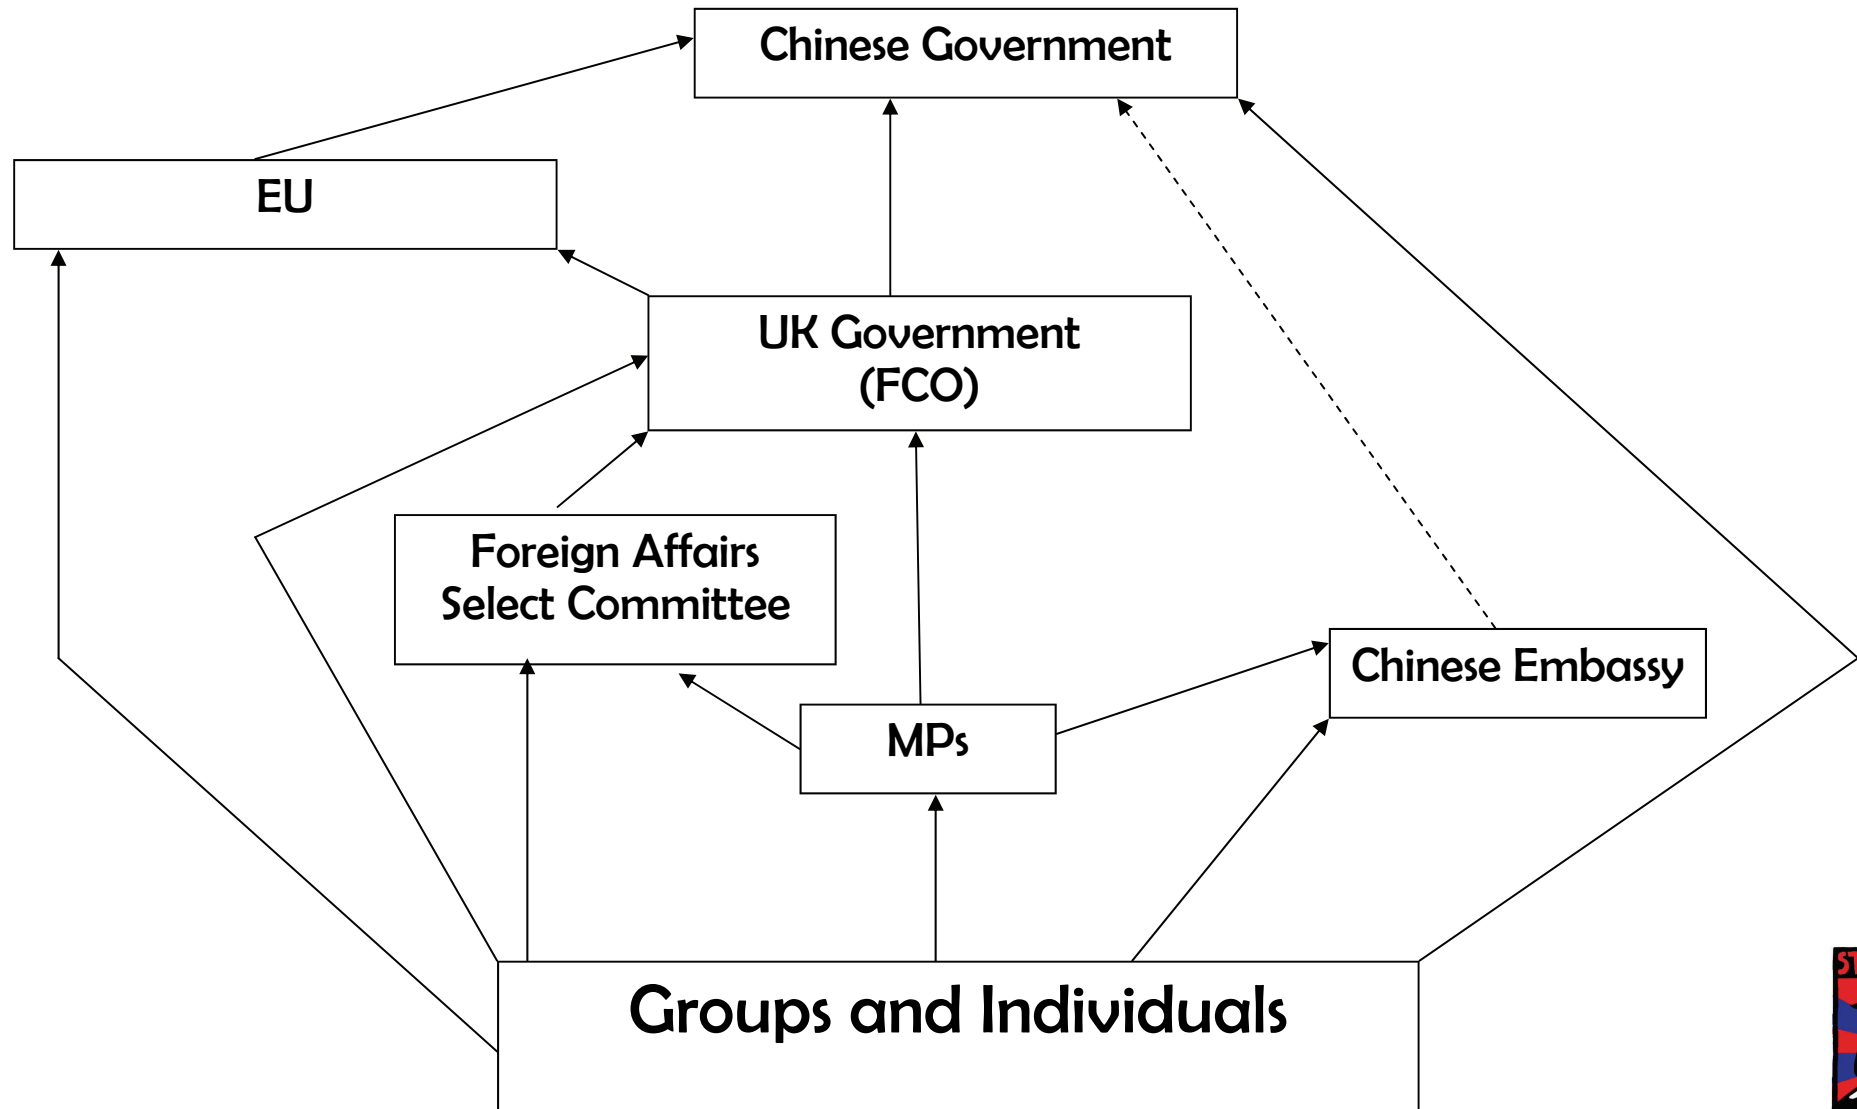 Chinese Government
EU
UK Government
(FCO)
Foreign Affairs
Select Committee
Chinese Embassy
MPs
Groups and Individuals